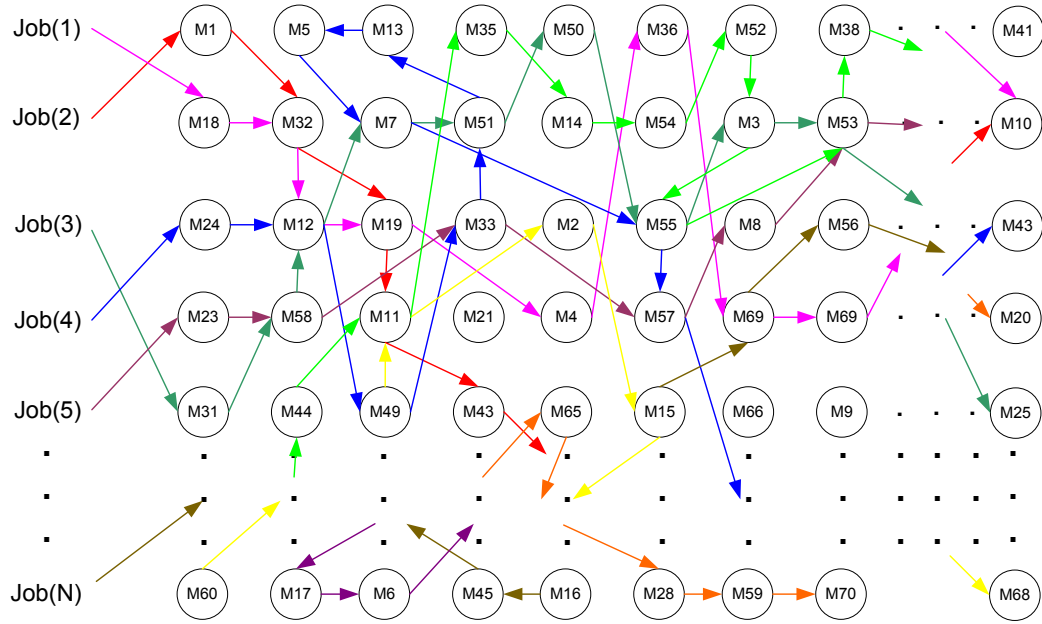 Job(1) M1 M5 M13 M35 M50 M36 M52 M38 M41
Job(2) M18 M32 M7 M51 M14 M54 M3 M53 M10
Job(3) M24 M12 M19 M33 M2 M55 M8 M56 M43
Job(4) M23 M58 M11 M21 M4 M57 M69 M69 M20
Job(5) M31 M44 M49 M43 M65 M15 M66 M9 M25
Job(N) M60 M17 M6 M45 M16 M28 M59 M70 M68